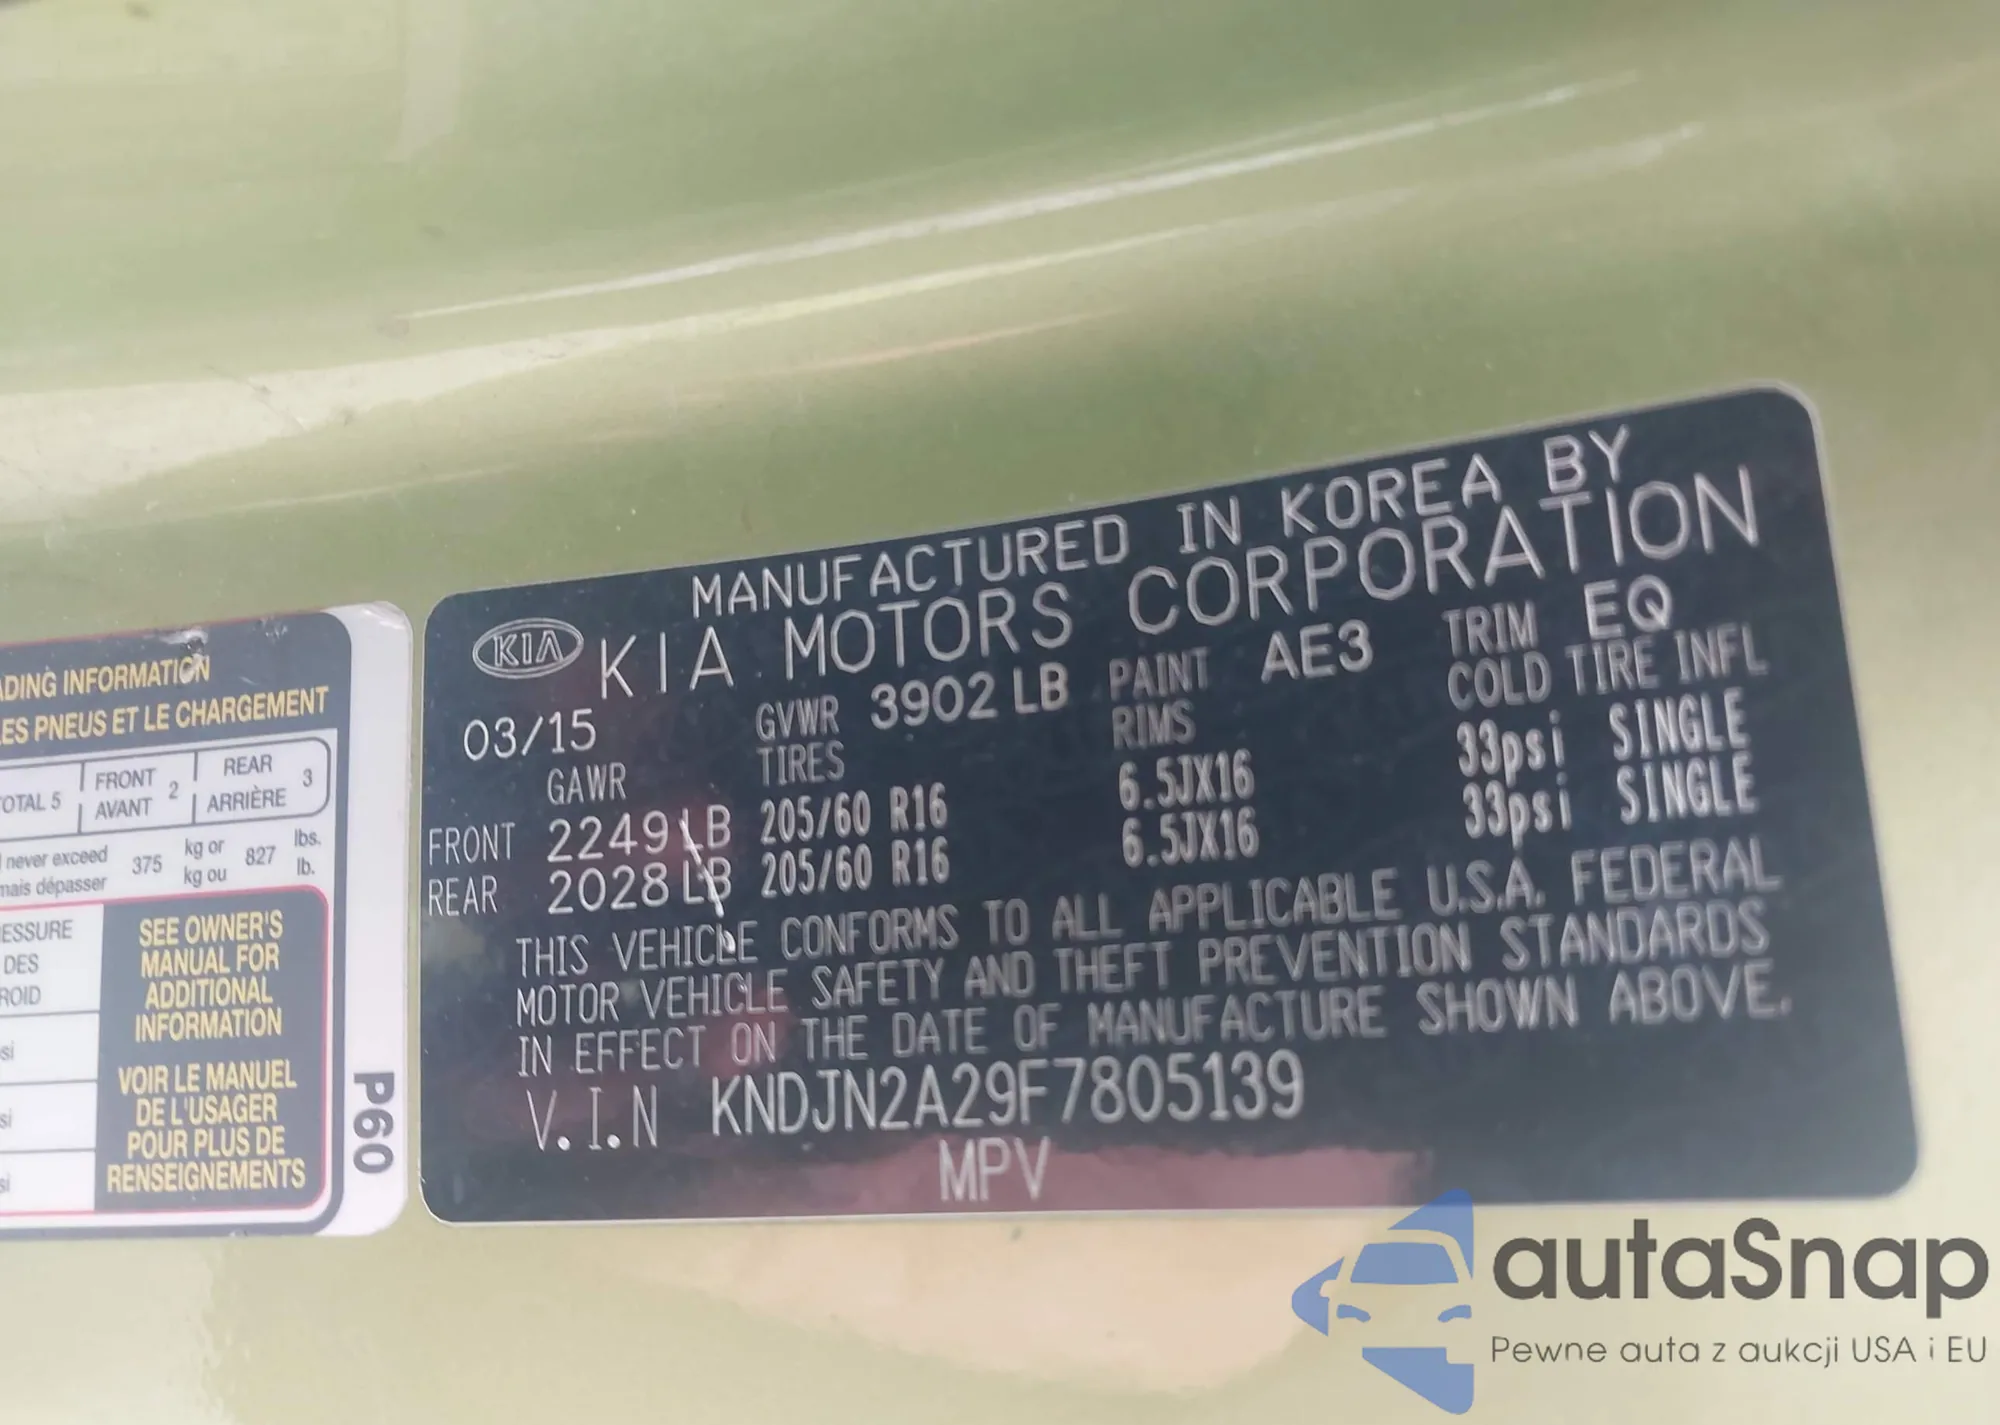 MANUFACTURED IN KOREA BY
KIA KIA MOTORS CORPORATION
03/15 GVWR 3902 LB PAINT AE3 TRIM EQ
GAWR TIRES RIMS COLD TIRE INFL
FRONT 2249 LB 205/60 R16 6.5JX16 33psi SINGLE
REAR 2028 LB 205/60 R16 6.5JX16 33psi SINGLE
THIS VEHICLE CONFORMS TO ALL APPLICABLE U.S.A. FEDERAL
MOTOR VEHICLE SAFETY AND THEFT PREVENTION STANDARDS
IN EFFECT ON THE DATE OF MANUFACTURE SHOWN ABOVE.
V.I.N KNDJN2A29F7805139
MPV
INFORMATION
LES PNEUS ET LE CHARGEMENT
TOTAL 5 FRONT AVANT 2 REAR ARRIÈRE 3
never exceed 375 kg or 827 lbs.
dépasser kg ou lb.
DES
SEE OWNER'S
MANUAL FOR
ADDITIONAL
INFORMATION
VOIR LE MANUEL
DE L'USAGER
POUR PLUS DE
RENSEIGNEMENTS
P60
autaSnap
Pewne auta z aukcji USA i EU